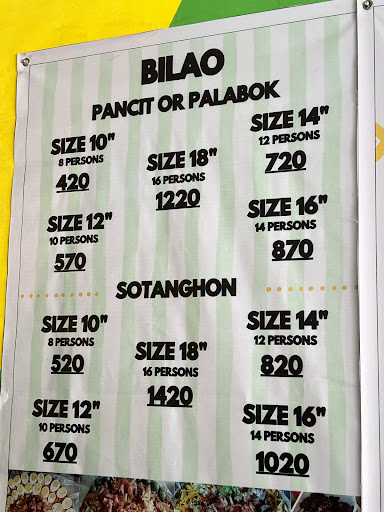 BILAO
PANCIT OR PALABOK
SIZE 10"
8 PERSONS
420
SIZE 12"
10 PERSONS
570
SIZE 18"
16 PERSONS
1220
SIZE 14"
12 PERSONS
720
SIZE 16"
14 PERSONS
870
SOTANGHON
SIZE 10"
8 PERSONS
520
SIZE 12"
10 PERSONS
670
SIZE 18"
16 PERSONS
1420
SIZE 14"
12 PERSONS
820
SIZE 16"
14 PERSONS
1020